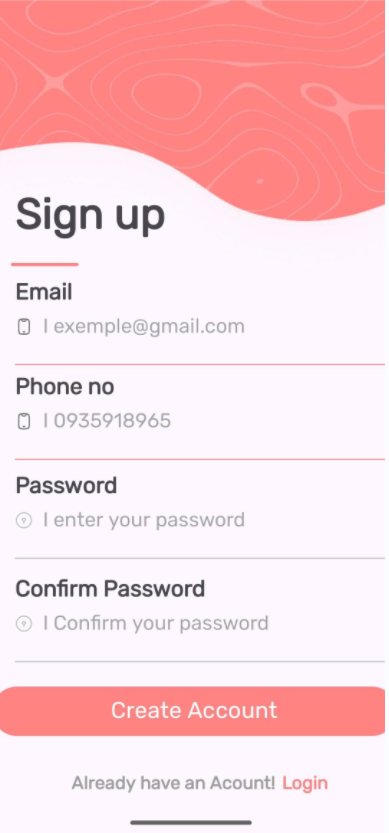 Sign up
Email
| exemple@gmail.com
Phone no
| 0935918965
Password
| enter your password
Confirm Password
| Confirm your password
Create Account
Already have an Acount! Login